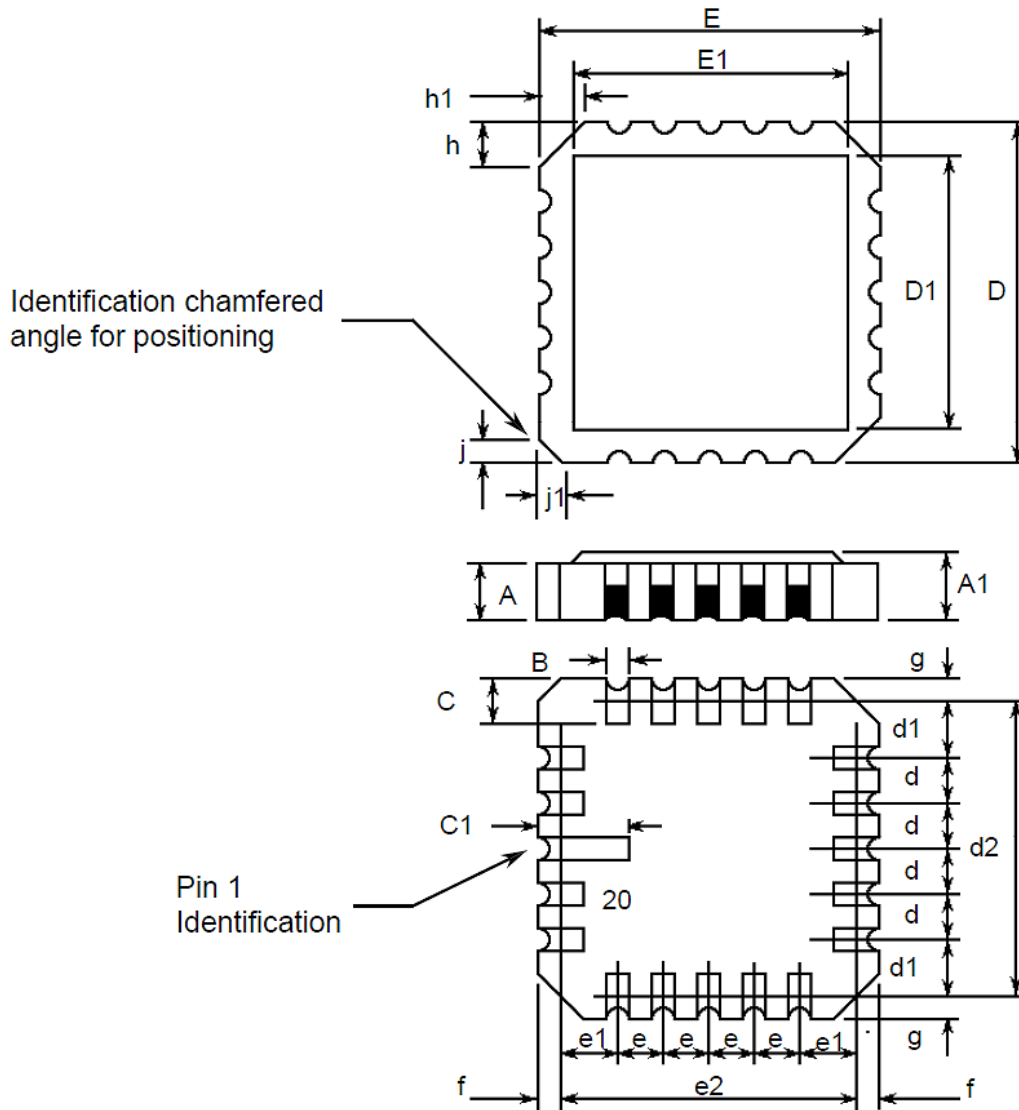 E
E1
h1
h
D1
D
Identification chamfered
angle for positioning
j
j1
A
A1
B
g
C
d1
d
C1
d
d2
d
Pin 1
Identification
20
d
d1
e1 e e e e e1
g
f
e2
f